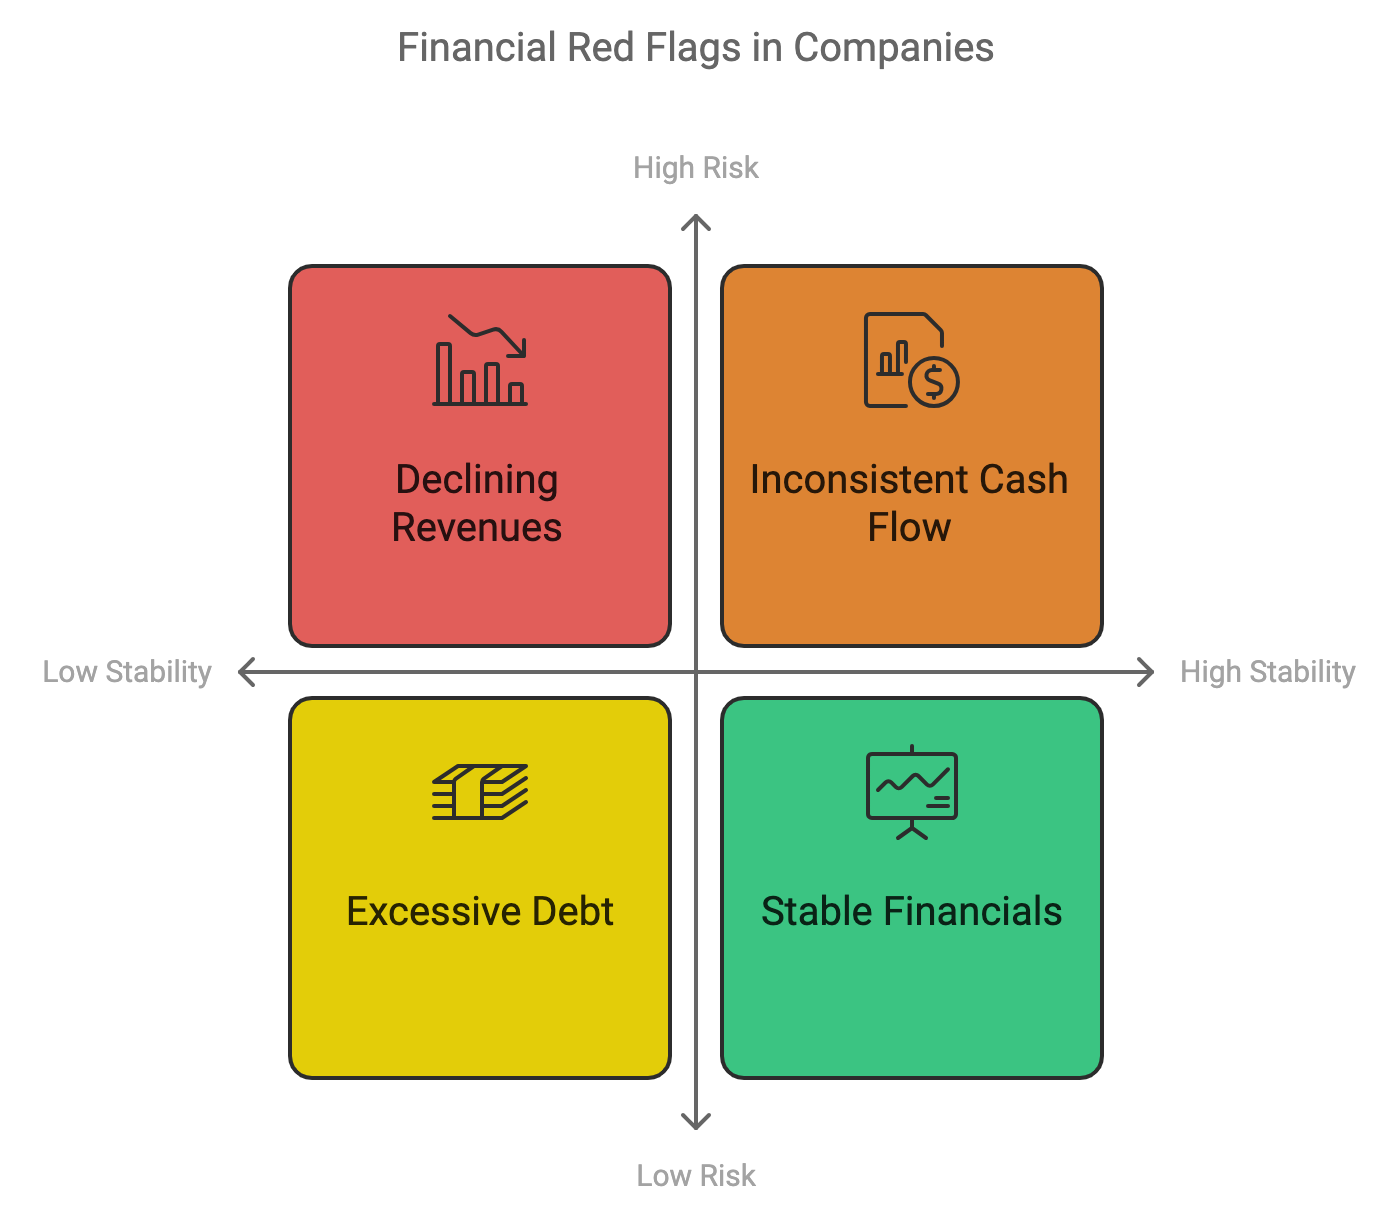 Financial Red Flags in Companies
High Risk
Declining
Revenues
Inconsistent Cash
Flow
Low Stability
High Stability
$
Excessive Debt
Stable Financials
Low Risk